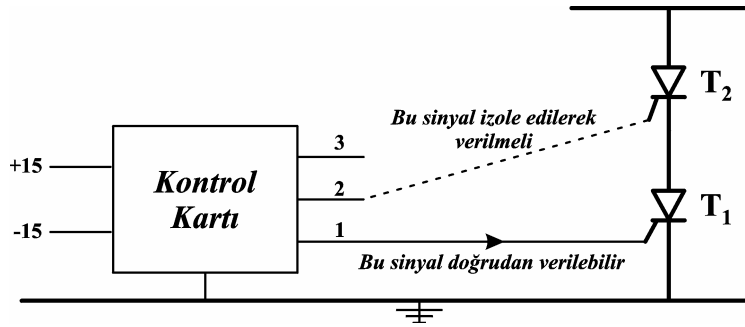 T2
Bu sinyal izole edilerek
verilmeli
3
+15
Kontrol
Kartı
2
-15
T1
1
Bu sinyal doğrudan verilebilir